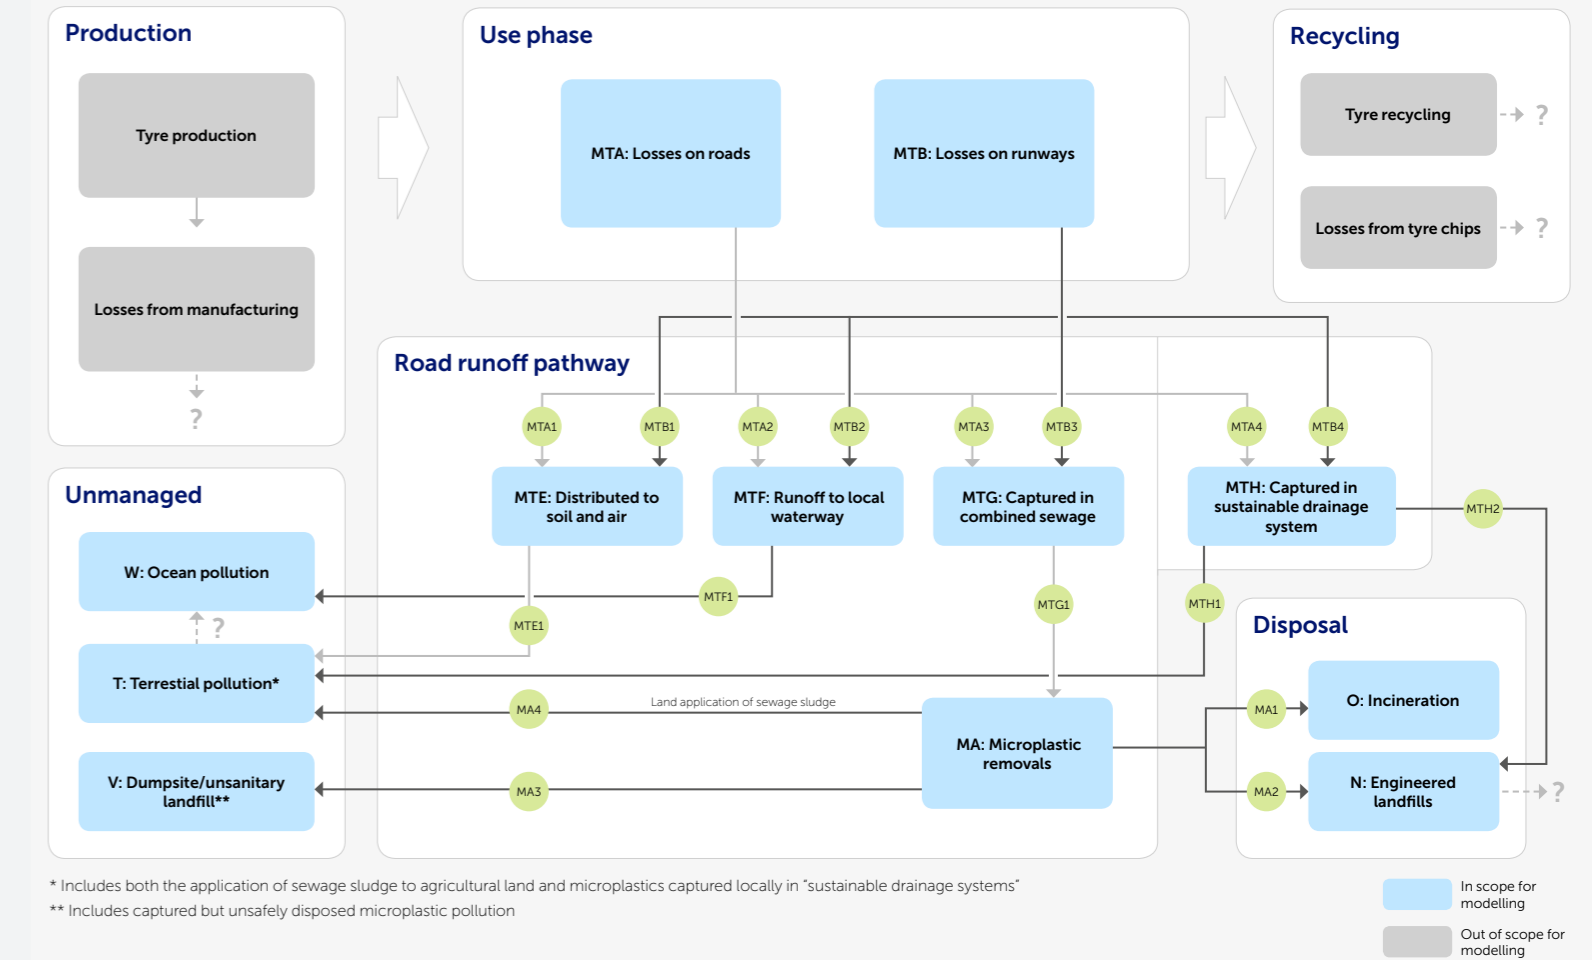 Production
Tyre production
Losses from manufacturing
?
Use phase
MTA: Losses on roads
MTB: Losses on runways
Recycling
Tyre recycling
?
Losses from tyre chips
?
Road runoff pathway
MTA1
MTB1
MTA2
MTB2
MTA3
MTB3
MTA4
MTB4
MTE: Distributed to
soil and air
MTF: Runoff to local
waterway
MTG: Captured in
combined sewage
MTH: Captured in
sustainable drainage
system
MTH2
MTF1
MTE1
MTG1
MTH1
Unmanaged
W: Ocean pollution
?
T: Terrestial pollution*
V: Dumpsite/unsanitary
landfill**
MA4
Land application of sewage sludge
MA3
MA: Microplastic
removals
MA1
MA2
Disposal
O: Incineration
N: Engineered
landfills
?
* Includes both the application of sewage sludge to agricultural land and microplastics captured locally in “sustainable drainage systems”
** Includes captured but unsafely disposed microplastic pollution
In scope for
modelling
Out of scope for
modelling